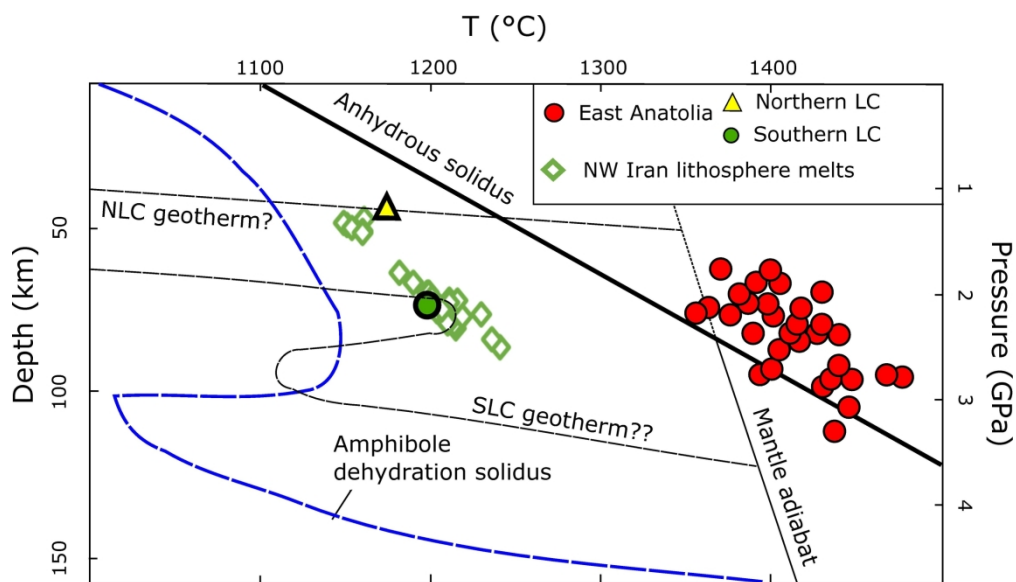 T (°C)
1100 1200 1300 1400
Anhydrous solidus
East Anatolia
Northern LC
Southern LC
NW Iran lithosphere melts
NLC geotherm?
SLC geotherm??
Amphibole
dehydration solidus
Mantle adiabat
Depth (km)
50
100
150
Pressure (GPa)
1
2
3
4